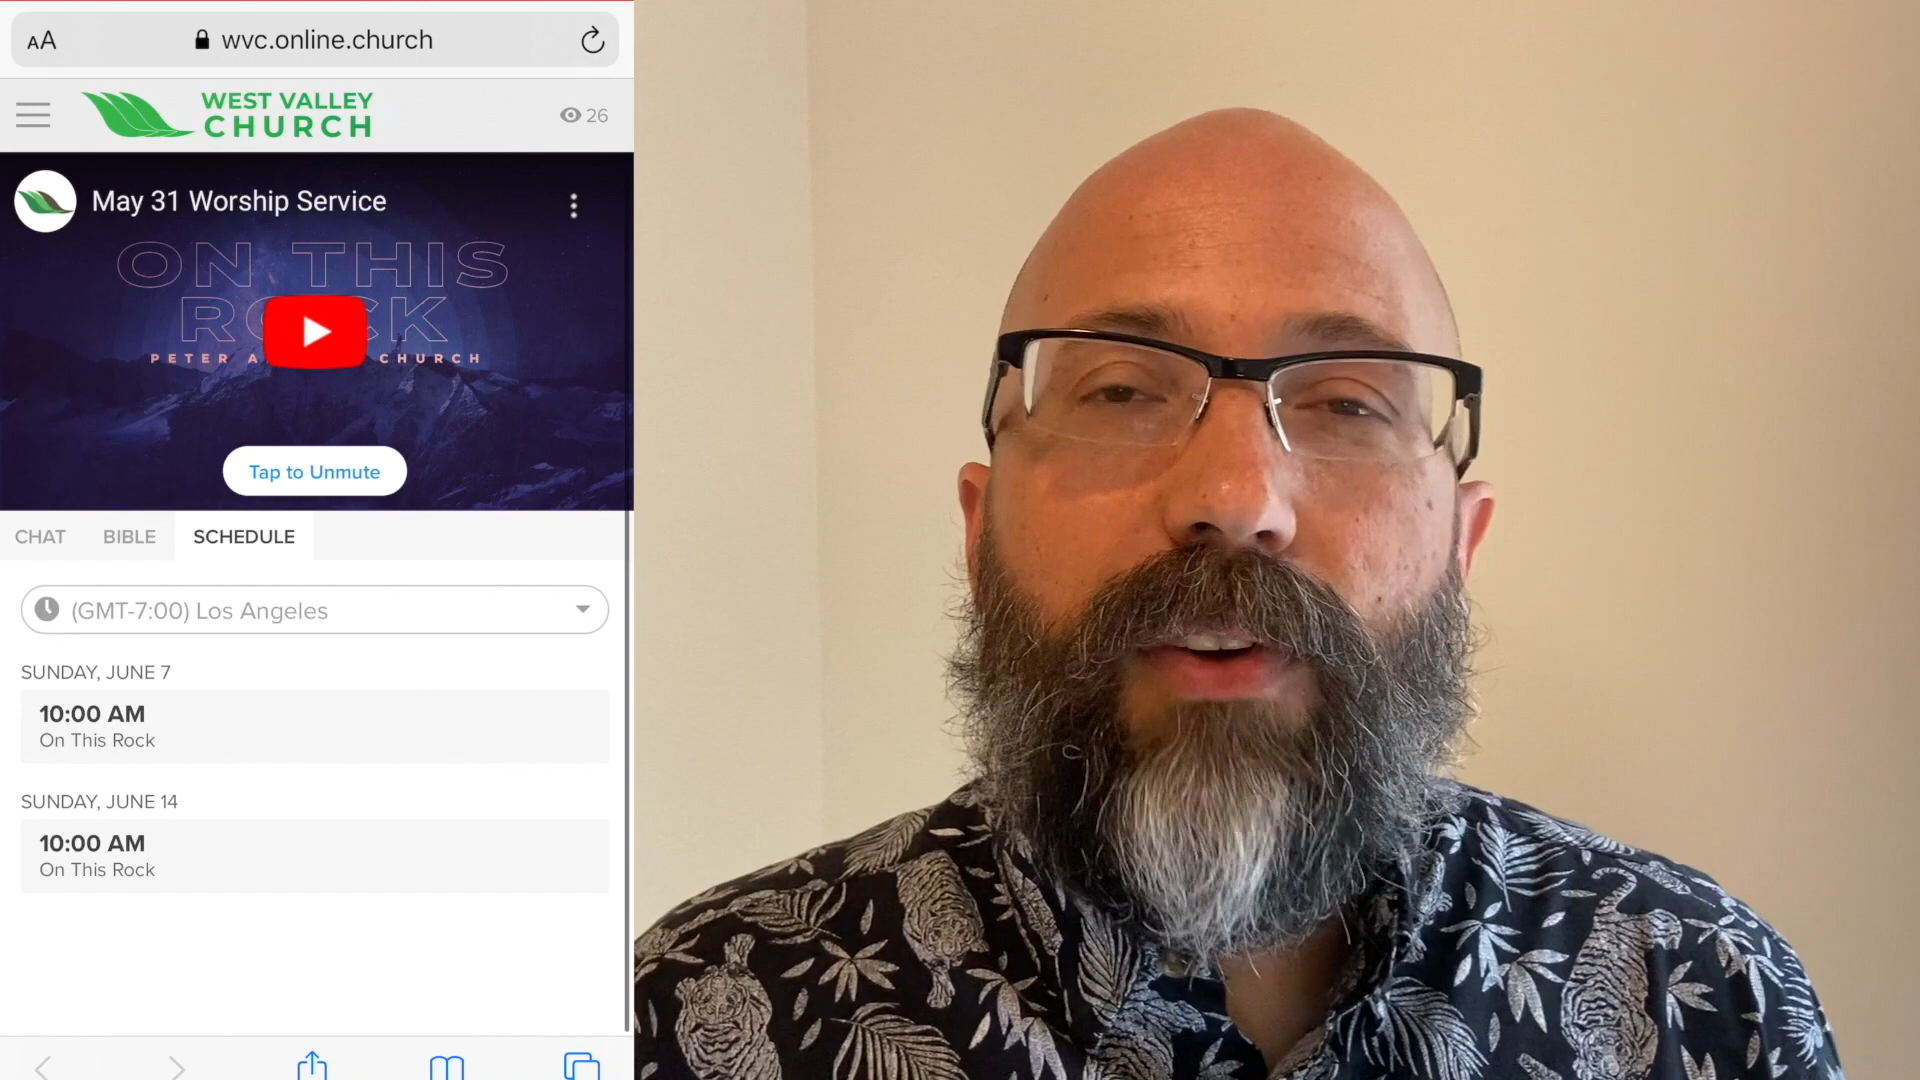 AA
wvc.online.church
WEST VALLEY
CHURCH
26
May 31 Worship Service
ON THIS
ROCK
PETER A CHURCH
Tap to Unmute
CHAT BIBLE SCHEDULE
(GMT-7:00) Los Angeles
SUNDAY, JUNE 7
10:00 AM
On This Rock
SUNDAY, JUNE 14
10:00 AM
On This Rock